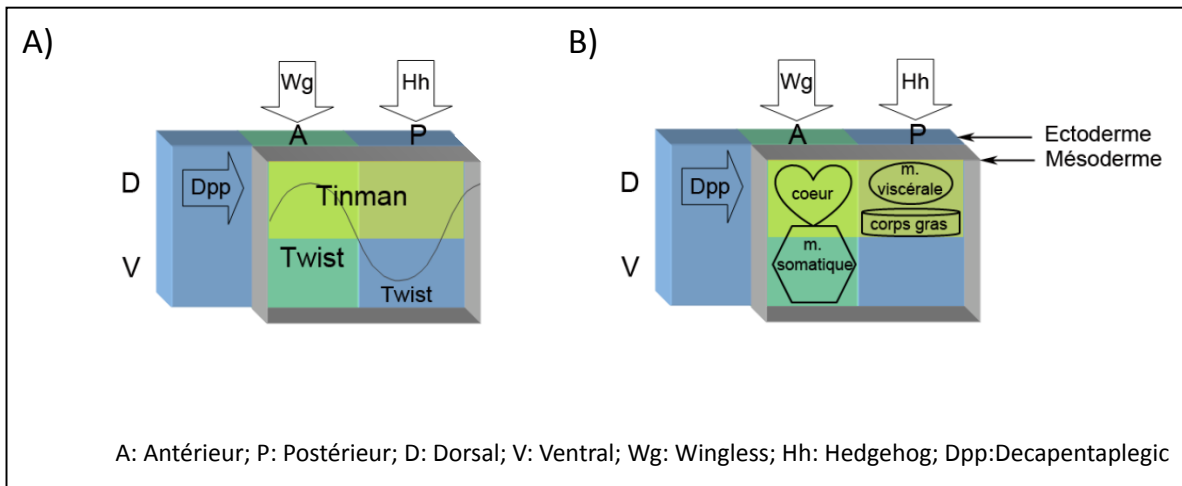 A)
Wg
Hh
A
P
D
Dpp
Tinman
V
Twist
Twist
B)
Wg
Hh
A
P
Ectoderme
Mésoderme
D
Dpp
coeur
m.
viscérale
corps gras
V
m.
somatique
A: Antérieur; P: Postérieur; D: Dorsal; V: Ventral; Wg: Wingless; Hh: Hedgehog; Dpp:Decapentaplegic